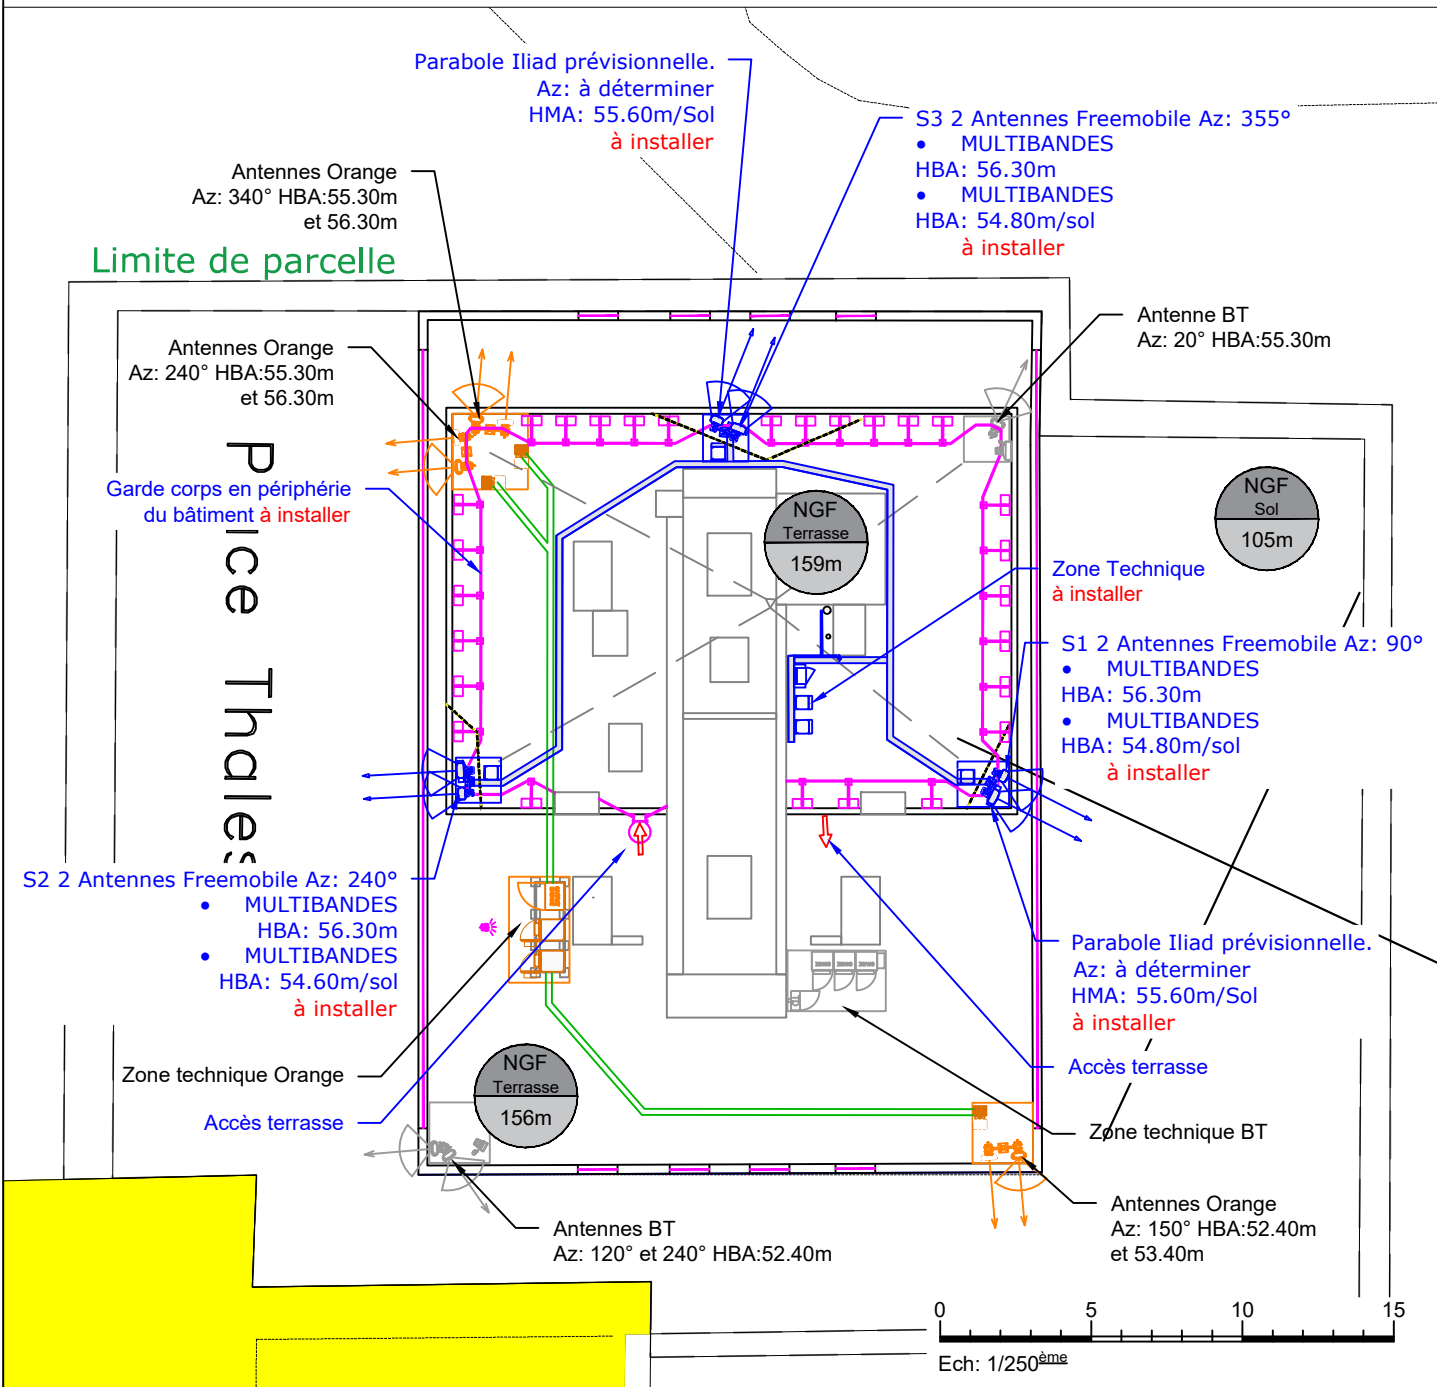 Parabole Iliad prévisionnelle.
Az: à déterminer
HMA: 55.60m/Sol
à installer
S3 2 Antennes Freemobile Az: 355°
• MULTIBANDES
HBA: 56.30m
• MULTIBANDES
HBA: 54.80m/sol
à installer
Antennes Orange
Az: 340° HBA:55.30m
et 56.30m
Limite de parcelle
Antenne BT
Az: 20° HBA:55.30m
Antennes Orange
Az: 240° HBA:55.30m
et 56.30m
Garde corps en périphérie
du bâtiment à installer
Thales
NGF
Terrasse
159m
NGF
Sol
105m
Zone Technique
à installer
S1 2 Antennes Freemobile Az: 90°
• MULTIBANDES
HBA: 56.30m
• MULTIBANDES
HBA: 54.80m/sol
à installer
S2 2 Antennes Freemobile Az: 240°
• MULTIBANDES
HBA: 56.30m
• MULTIBANDES
HBA: 54.60m/sol
à installer
Parabole Iliad prévisionnelle.
Az: à déterminer
HMA: 55.60m/Sol
à installer
Zone technique Orange
Accès terrasse
NGF
Terrasse
156m
Accès terrasse
Zone technique BT
Antennes BT
Az: 120° et 240° HBA:52.40m
Antennes Orange
Az: 150° HBA:52.40m
et 53.40m
0 5 10 15
Ech: 1/250ème